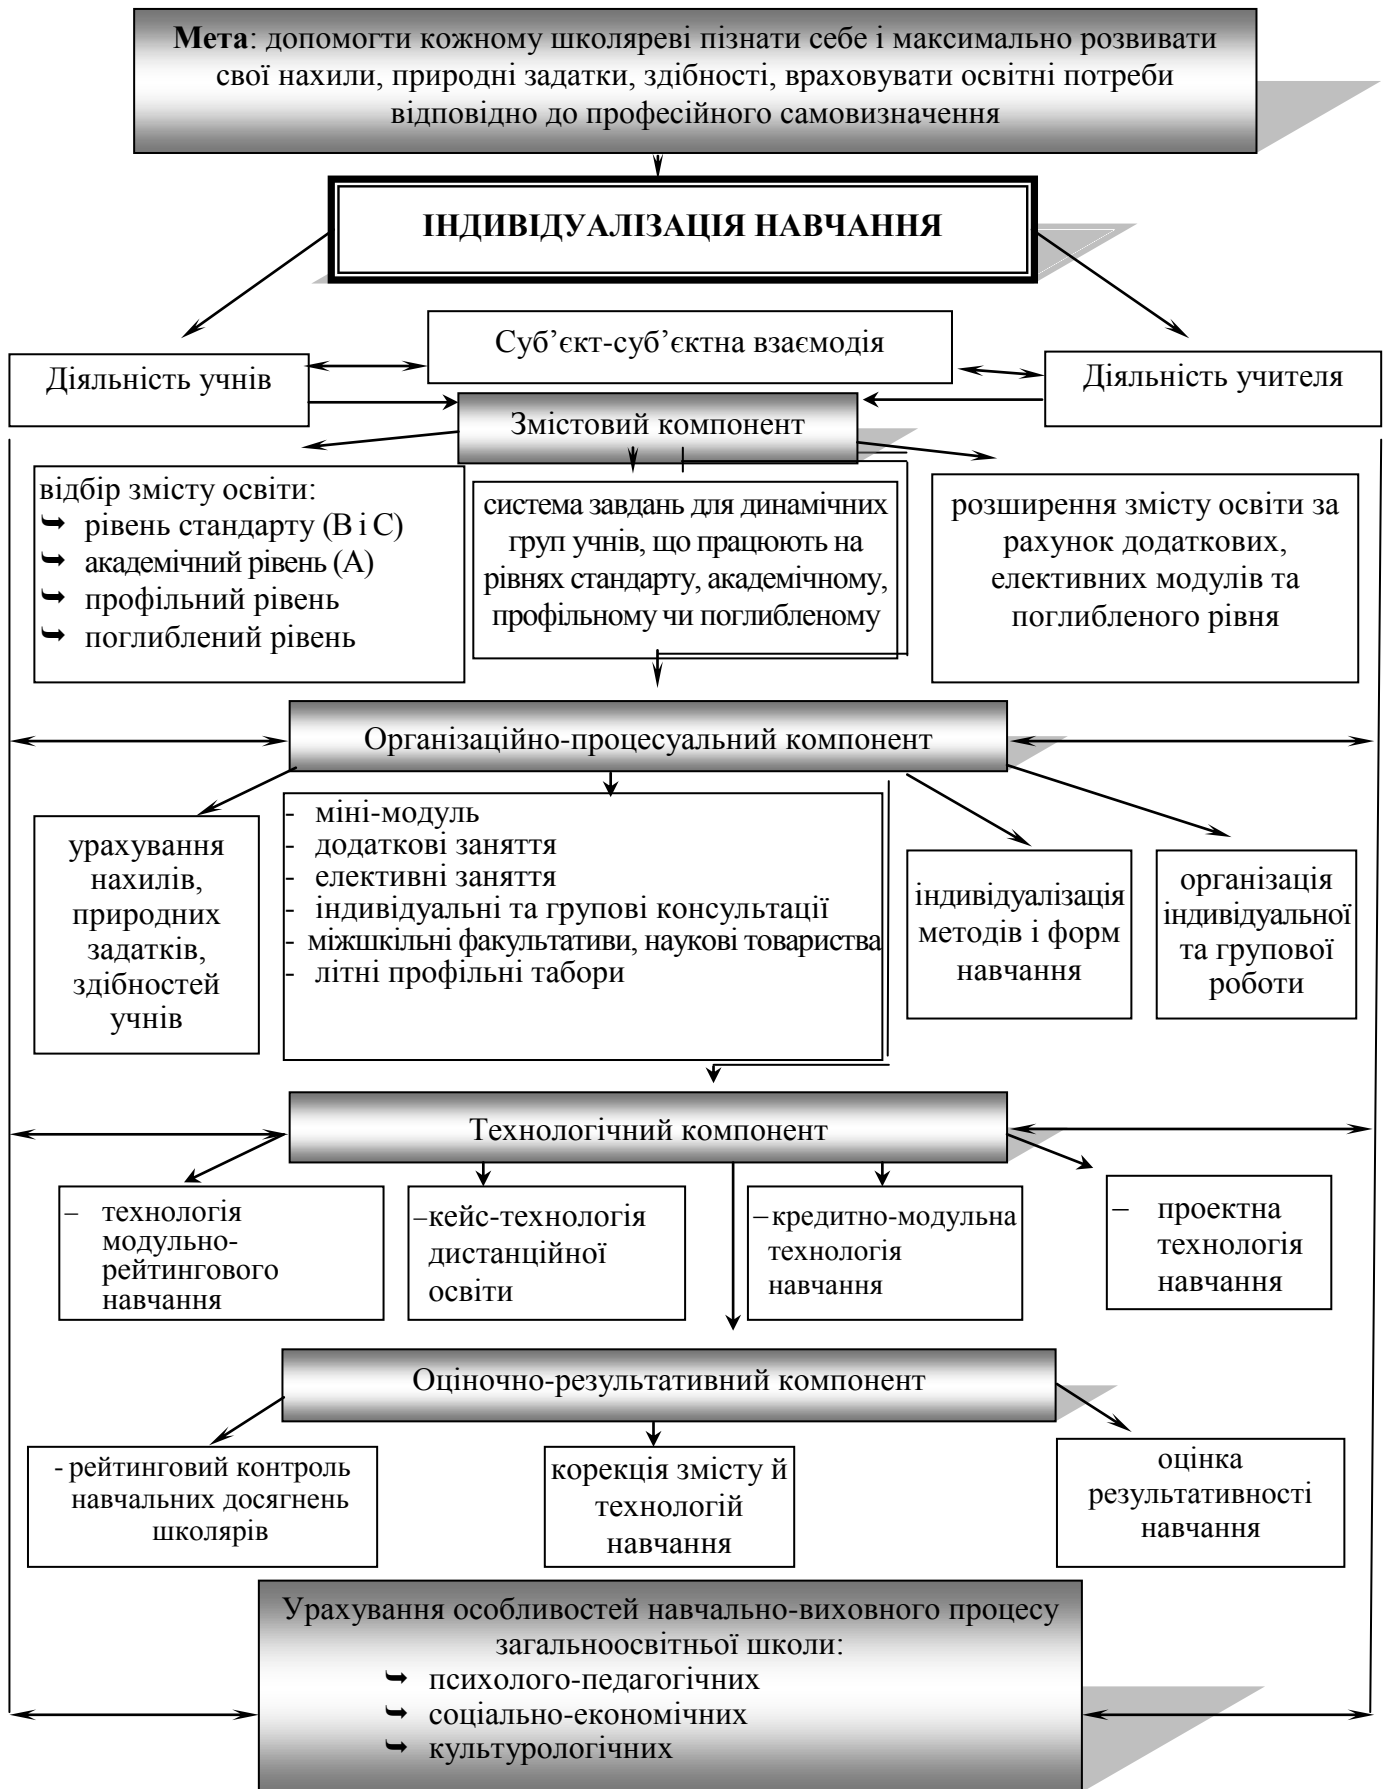 Мета: допомогти кожному школяреві пізнати себе і максимально розвивати
свої нахили, природні задатки, здібності, враховувати освітні потреби
відповідно до професійного самовизначення
ІНДИВІДУАЛІЗАЦІЯ НАВЧАННЯ
Суб’єкт-суб’єктна взаємодія
Діяльність учнів
Діяльність учителя
Змістовий компонент
відбір змісту освіти:
➥ рівень стандарту (В і С)
➥ академічний рівень (А)
➥ профільний рівень
➥ поглиблений рівень
система завдань для динамічних
груп учнів, що працюють на
рівнях стандарту, академічному,
профільному чи поглибленому
розширення змісту освіти за
рахунок додаткових,
елективних модулів та
поглибленого рівня
Організаційно-процесуальний компонент
урахування
нахилів,
природних
задатків,
здібностей
учнів
- міні-модуль
- додаткові заняття
- елективні заняття
- індивідуальні та групові консультації
- міжшкільні факультативи, наукові товариства
- літні профільні табори
індивідуалізація
методів і форм
навчання
організація
індивідуальної
та групової
роботи
Технологічний компонент
– технологія
модульно-
рейтингового
навчання
–кейс-технологія
дистанційної
освіти
–кредитно-модульна
технологія
навчання
– проектна
технологія
навчання
Оціночно-результативний компонент
- рейтинговий контроль
навчальних досягнень
школярів
корекція змісту й
технологій
навчання
оцінка
результативності
навчання
Урахування особливостей навчально-виховного процесу
загальноосвітньої школи:
➥ психолого-педагогічних
➥ соціально-економічних
➥ культурологічних